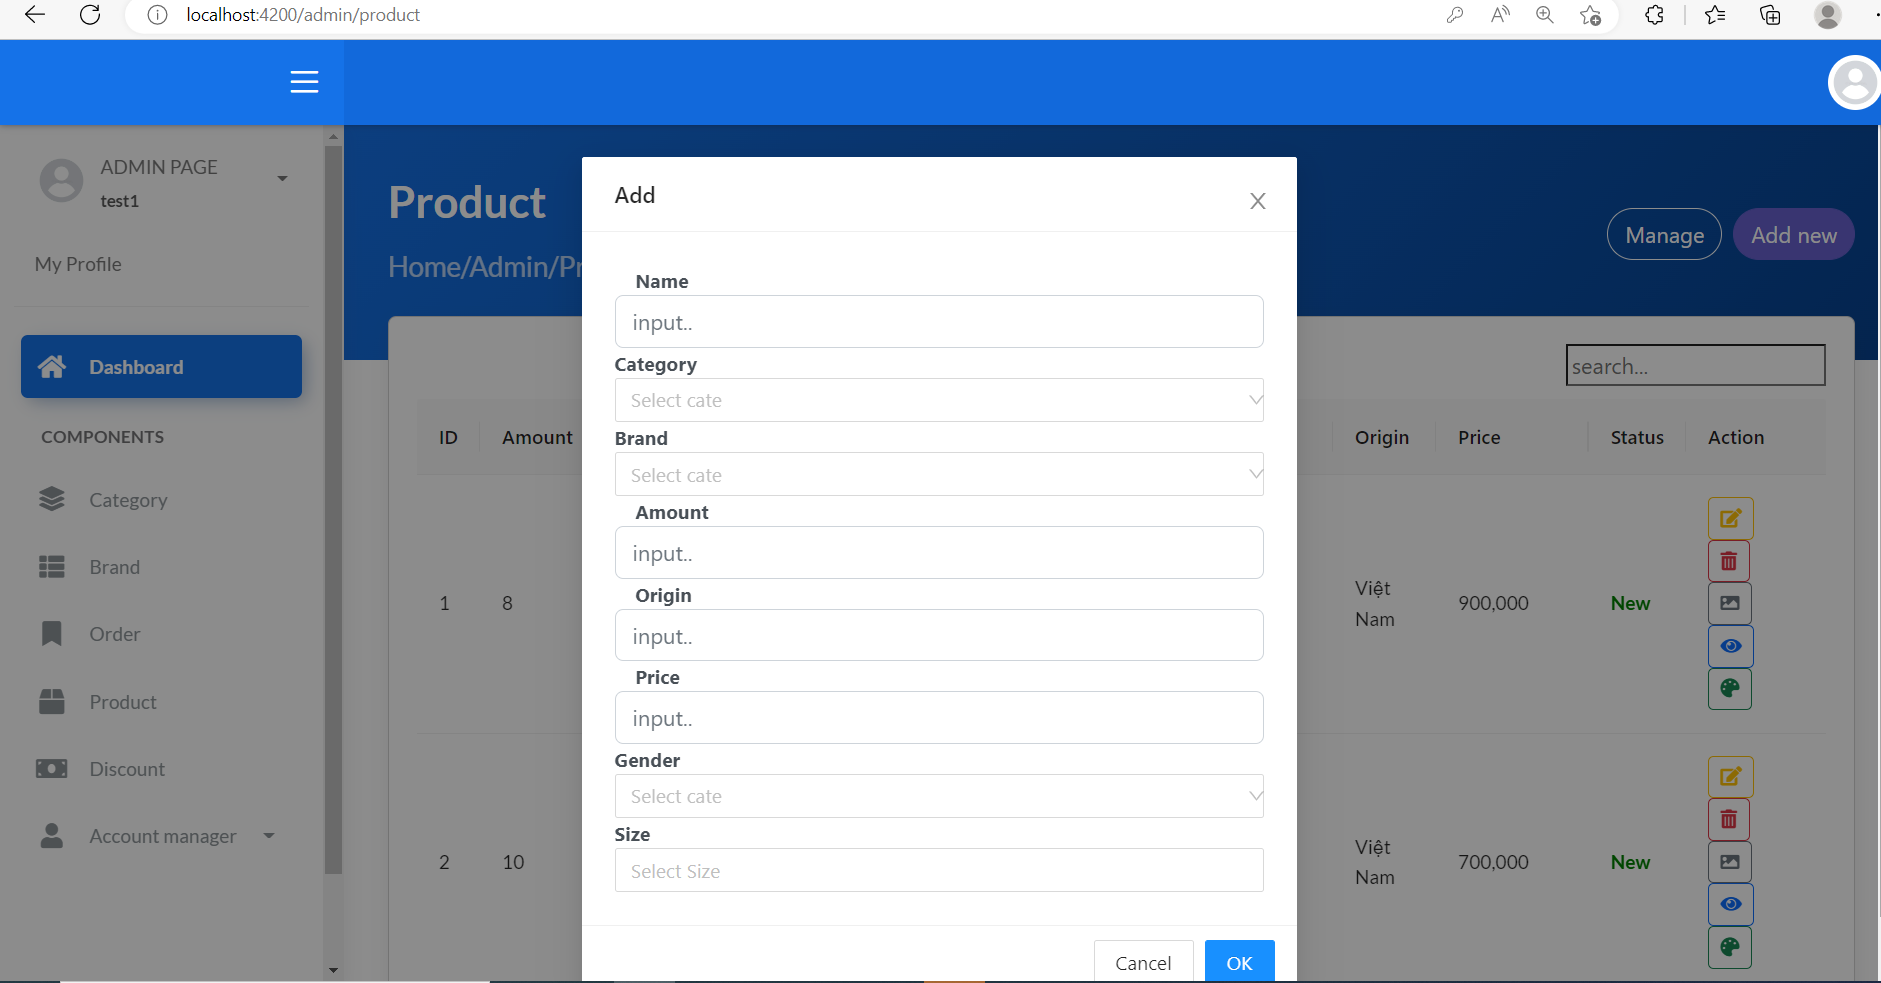 localhost:4200/admin/product
ADMIN PAGE
test1
My Profile
Dashboard
COMPONENTS
Category
Brand
Order
Product
Discount
Account manager
Product
Home/Admin/Pr
Manage
Add new
search...
ID Amount Origin Price Status Action
1 8 Việt Nam 900,000 New
2 10 Việt Nam 700,000 New
Add
Name
input..
Category
Select cate
Brand
Select cate
Amount
input..
Origin
input..
Price
input..
Gender
Select cate
Size
Select Size
Cancel OK